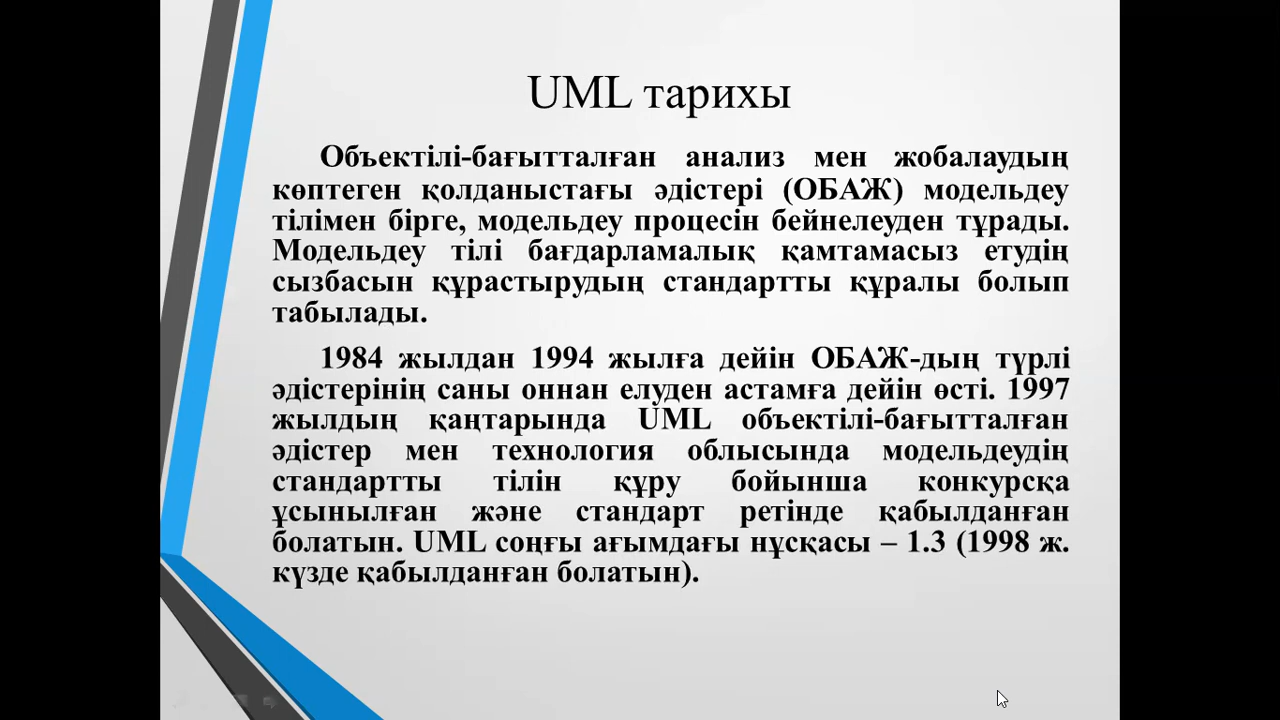 UML тарихы
Объектілі-бағытталған анализ мен жобалаудың
көптеген қолданыстағы әдістері (ОБАЖ) модельдеу
тілімен бірге, модельдеу процесін бейнелеуден тұрады.
Модельдеу тілі бағдарламалық қамтамасыз етудің
сызбасын құрастырудың стандартты құралы болып
табылады.
1984 жылдан 1994 жылға дейін ОБАЖ-дың түрлі
әдістерінің саны оннан елуден астамға дейін өсті. 1997
жылдың қаңтарында UML объектілі-бағытталған
әдістер мен технология облысында модельдеудің
стандартты тілін құру бойынша конкурсқа
ұсынылған және стандарт ретінде қабылданған
болатын. UML соңғы ағымдағы нұсқасы – 1.3 (1998 ж.
күзде қабылданған болатын).